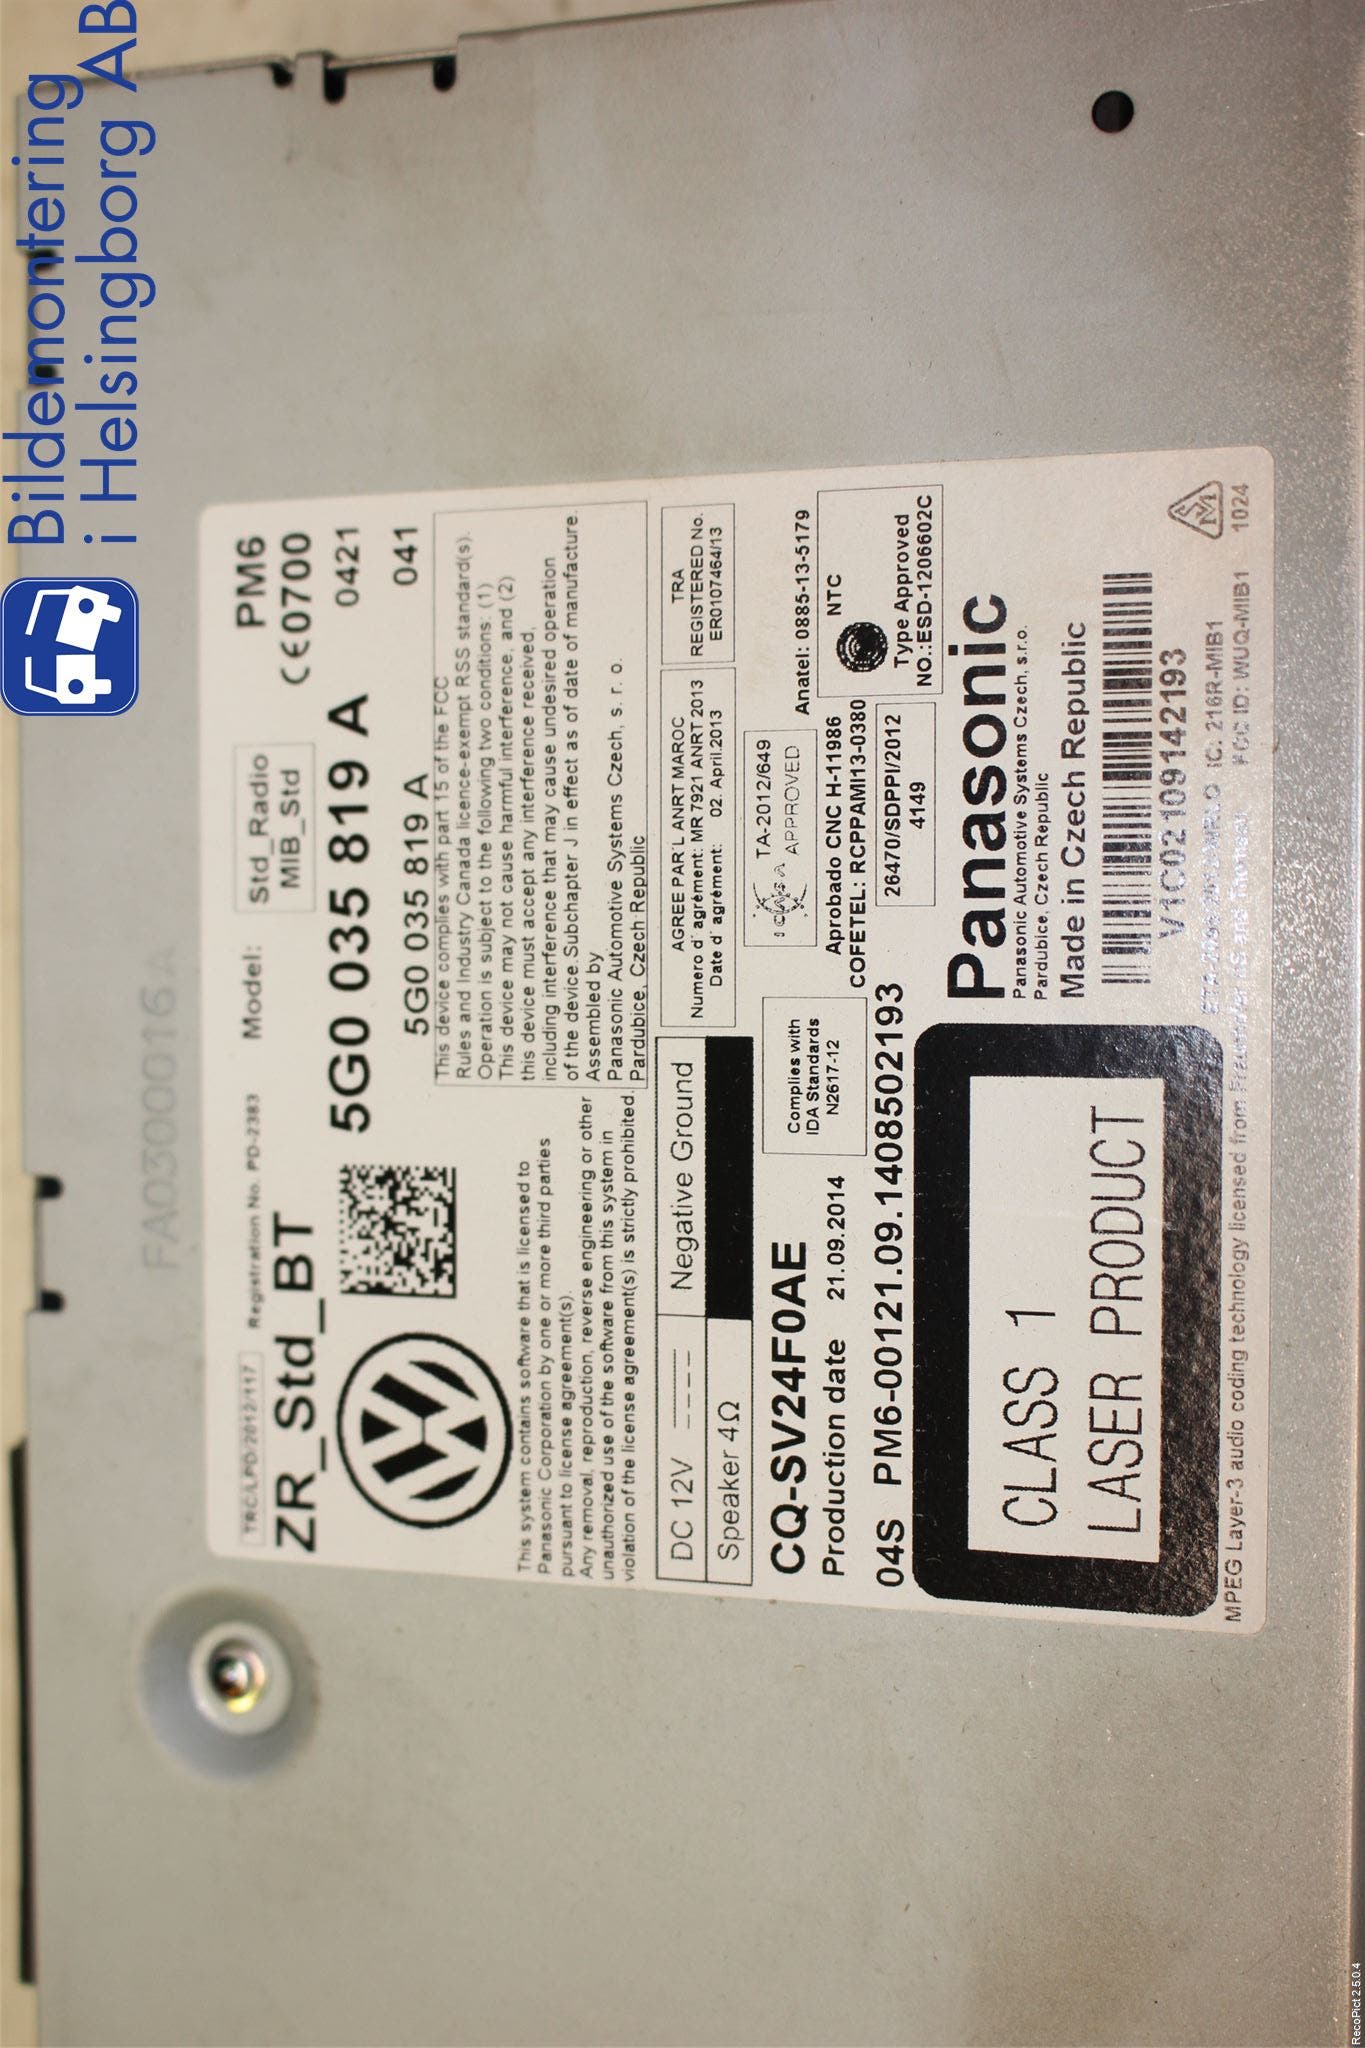 Bildemontering
i Helsingborg AB
FA0300016A
TRC/LPD/2012/117
Registration No. PD-2383
Model:
Std_Radio
MIB_Std
PM6
ZR_Std_BT
CE0700
5G0 035 819 A
0421
5G0 035 819 A
041
This device complies with part 15 of the FCC
Rules and Industry Canada licence-exempt RSS standard(s).
Operation is subject to the following two conditions: (1)
This device may not cause harmful interference, and (2)
this device must accept any interference received,
including interference that may cause undesired operation
of the device.Subchapter J in effect as of date of manufacture.
Assembled by
Panasonic Automotive Systems Czech, s. r. o.
Pardubice, Czech Republic
This system contains software that is licensed to
Panasonic Corporation by one or more third parties
pursuant to license agreement(s).
Any removal, reproduction, reverse engineering or other
unauthorized use of the software from this system in
violation of the license agreement(s) is strictly prohibited.
DC 12V
Negative Ground
Speaker 4Ω
AGREE PAR'L ANRT MAROC
Numero d' agrément: MR 7921 ANRT 2013
Date d' agrément: 02. April.2013
TRA
REGISTERED No.
ER0107464/13
CQ-SV24F0AE
Production date 21.09.2014
04S PM6-00121.09.1408502193
Complies with
IDA Standards
N2617-12
TA-2012/649
APPROVED
Anatel: 0885-13-5179
Aprobado CNC H-11986
COFETEL: RCPPAMI13-0380
NTC
Type Approved
NO.:ESD-1206602C
26470/SDPPI/2012
4149
CLASS 1
LASER PRODUCT
Panasonic
Panasonic Automotive Systems Czech, s.r.o.
Pardubice, Czech Republic
Made in Czech Republic
V1C02109142193
IC: 216R-MIB1
MPEG Layer-3 audio coding technology licensed from
FCC ID: WUQ-MIB1
1024
RecoPict 2.5.0.4